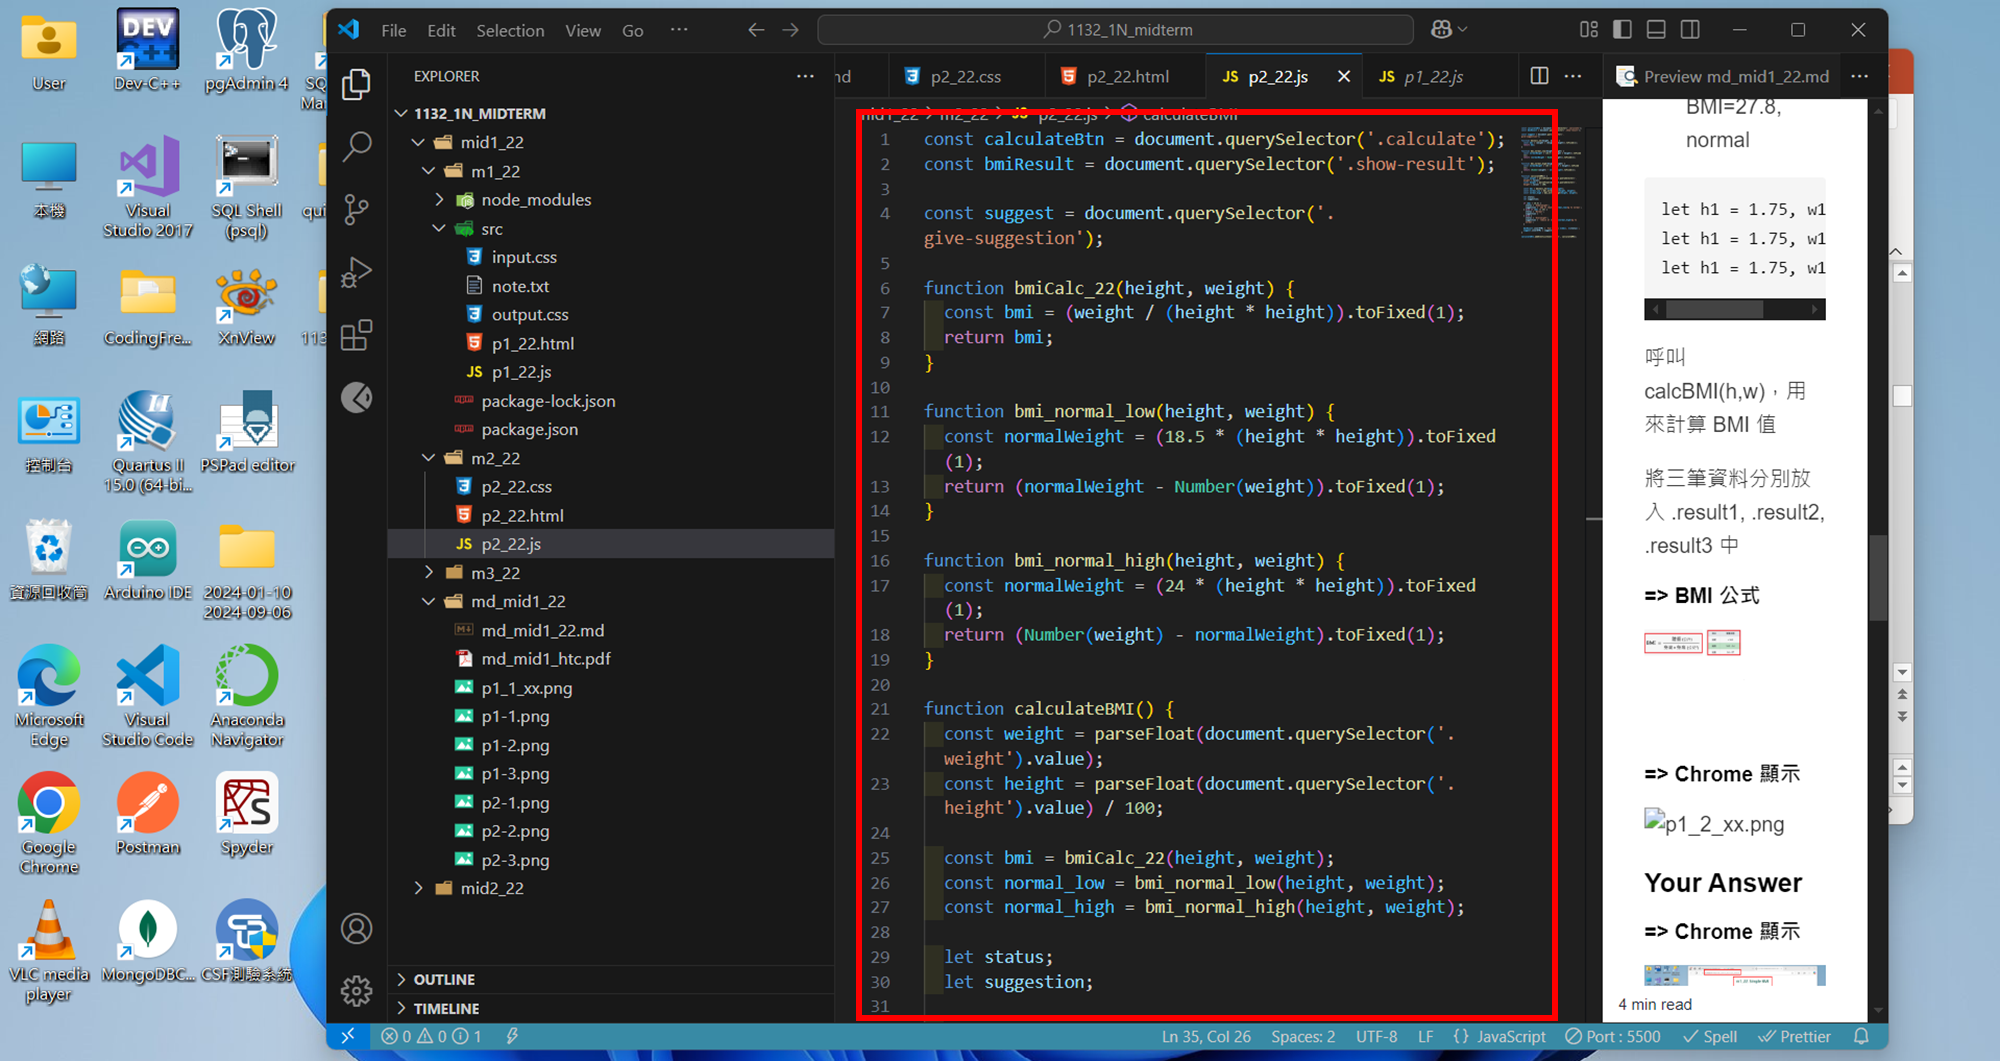 File Edit Selection View Go ···
1132_1N_midterm
User
Dev-C++
pgAdmin 4
本機
Visual Studio 2017
SQL Shell (psql)
網路
CodingFre...
XnView
控制台
Quartus II 15.0 (64-bi...
PSPad editor
資源回收筒
Arduino IDE
2024-01-10 2024-09-06
Microsoft Edge
Visual Studio Code
Anaconda Navigator
Google Chrome
Postman
Spyder
VLC media player
MongoDBC...
CSF測驗系統
EXPLORER
1132_1N_MIDTERM
mid1_22
m1_22
node_modules
src
input.css
note.txt
output.css
p1_22.html
JS p1_22.js
package-lock.json
package.json
m2_22
p2_22.css
p2_22.html
JS p2_22.js
m3_22
md_mid1_22
md_mid1_22.md
md_mid1_htc.pdf
p1_1_xx.png
p1-1.png
p1-2.png
p1-3.png
p2-1.png
p2-2.png
p2-3.png
mid2_22
OUTLINE
TIMELINE
p2_22.css
p2_22.html
JS p2_22.js
JS p1_22.js
Preview md_mid1_22.md
1 const calculateBtn = document.querySelector('.calculate');
2 const bmiResult = document.querySelector('.show-result');
3
4 const suggest = document.querySelector('.
give-suggestion');
5
6 function bmiCalc_22(height, weight) {
7 const bmi = (weight / (height * height)).toFixed(1);
8 return bmi;
9 }
10
11 function bmi_normal_low(height, weight) {
12 const normalWeight = (18.5 * (height * height)).toFixed
(1);
13 return (normalWeight - Number(weight)).toFixed(1);
14 }
15
16 function bmi_normal_high(height, weight) {
17 const normalWeight = (24 * (height * height)).toFixed
(1);
18 return (Number(weight) - normalWeight).toFixed(1);
19 }
20
21 function calculateBMI() {
22 const weight = parseFloat(document.querySelector('.
weight').value);
23 const height = parseFloat(document.querySelector('.
height').value) / 100;
24
25 const bmi = bmiCalc_22(height, weight);
26 const normal_low = bmi_normal_low(height, weight);
27 const normal_high = bmi_normal_high(height, weight);
28
29 let status;
30 let suggestion;
31
BMI=27.8,
normal
let h1 = 1.75, w1
let h1 = 1.75, w1
let h1 = 1.75, w1
呼叫
calcBMI(h,w)，用
來計算 BMI 值
將三筆資料分別放
入 .result1, .result2,
.result3 中
=> BMI 公式
=> Chrome 顯示
p1_2_xx.png
Your Answer
=> Chrome 顯示
4 min read
0 0 1
Ln 35, Col 26 Spaces: 2 UTF-8 LF {} JavaScript Port : 5500 Spell Prettier